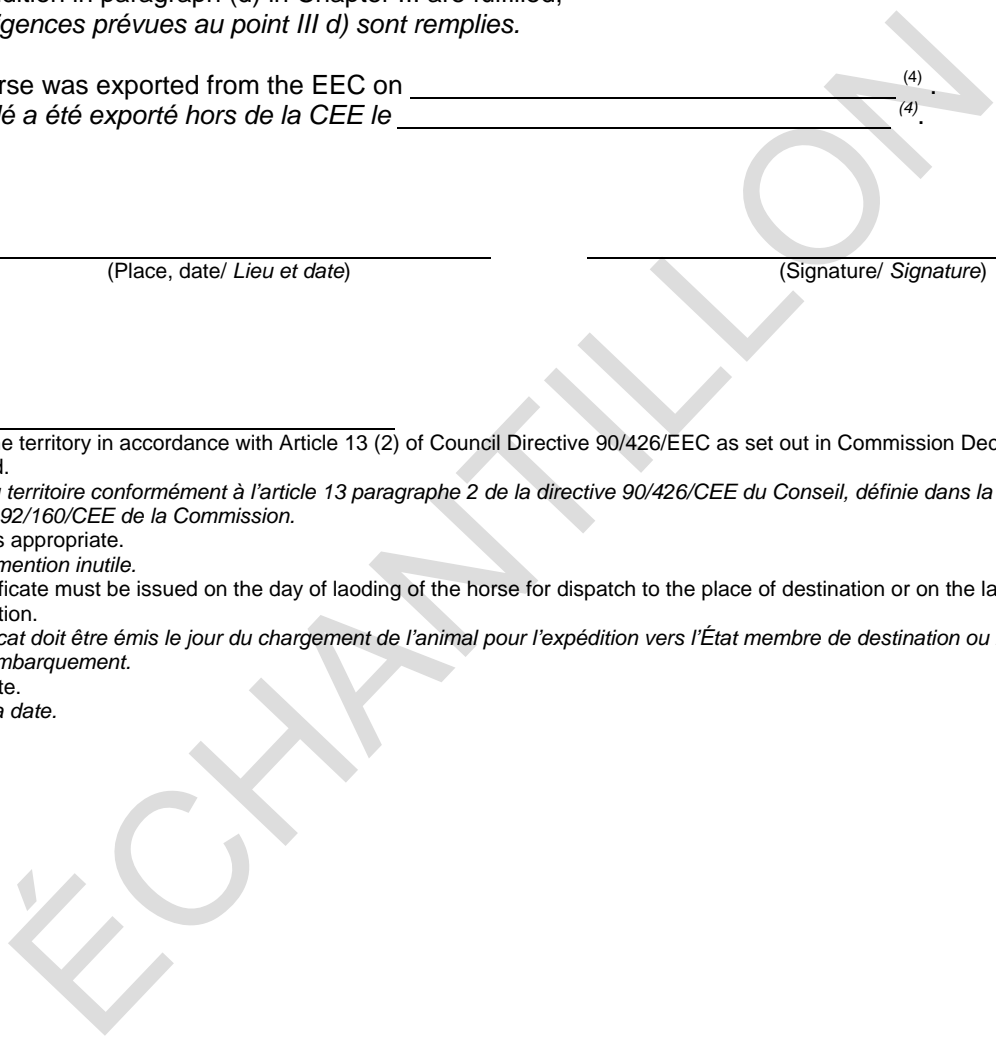 dition in paragraph (d) in Chapter III are fulfilled;
igences prévues au point III d) sont remplies.
rse was exported from the EEC on ____ (4) .
lé a été exporté hors de la CEE le ____ (4).
(Place, date/ Lieu et date) (Signature/ Signature)
e territory in accordance with Article 13 (2) of Council Directive 90/426/EEC as set out in Commission Dec
d.
u territoire conformément à l'article 13 paragraphe 2 de la directive 90/426/CEE du Conseil, définie dans la
92/160/CEE de la Commission.
s appropriate.
mention inutile.
ficate must be issued on the day of laoding of the horse for dispatch to the place of destination or on the la
tion.
cat doit être émis le jour du chargement de l'animal pour l'expédition vers l'État membre de destination ou
mbarquement.
te.
a date.
ÉCHANTILLON